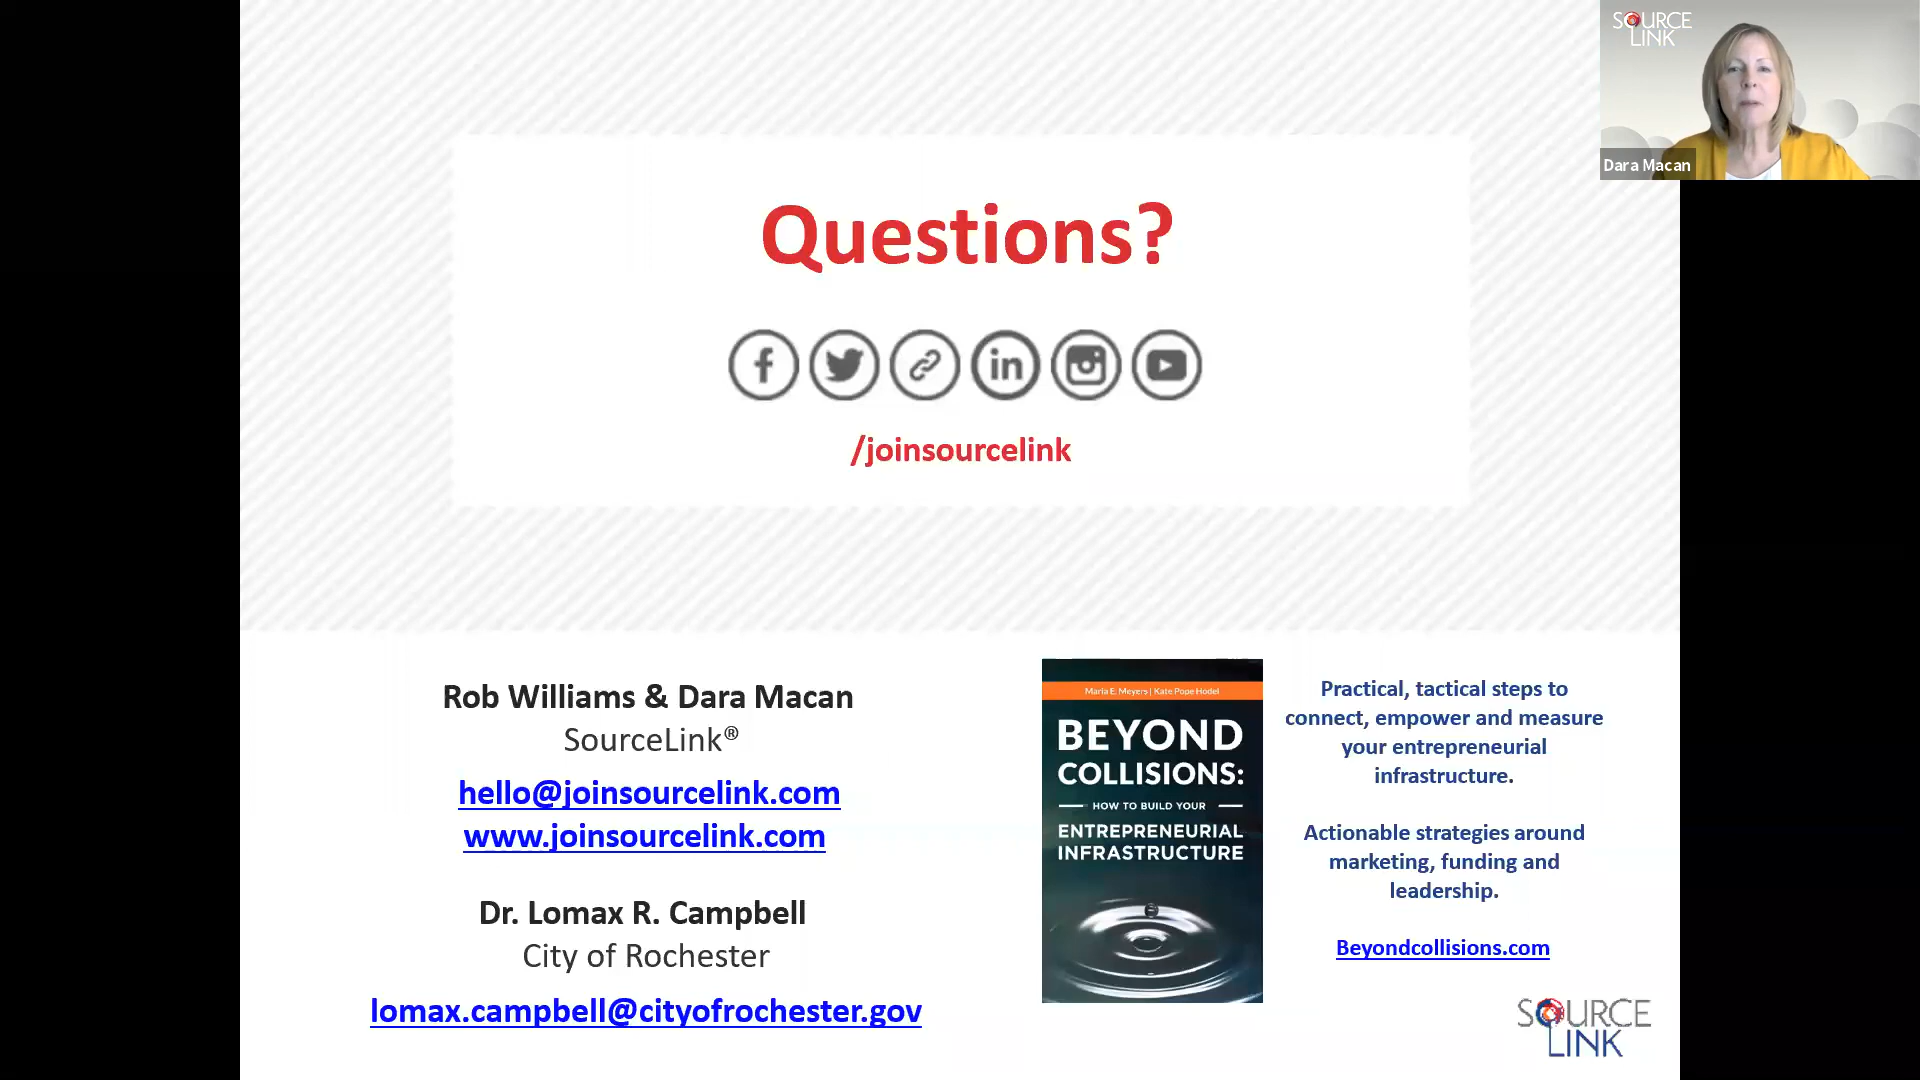 SOURCE
LINK
Dara Macan
Questions?
/joinsourcelink
Rob Williams & Dara Macan
SourceLink®
hello@joinsourcelink.com
www.joinsourcelink.com
Dr. Lomax R. Campbell
City of Rochester
lomax.campbell@cityofrochester.gov
Maria E. Meyers | Kate Pope Hodel
BEYOND
COLLISIONS:
HOW TO BUILD YOUR
ENTREPRENEURIAL
INFRASTRUCTURE
Practical, tactical steps to
connect, empower and measure
your entrepreneurial
infrastructure.
Actionable strategies around
marketing, funding and
leadership.
Beyondcollisions.com
SOURCE
LINK